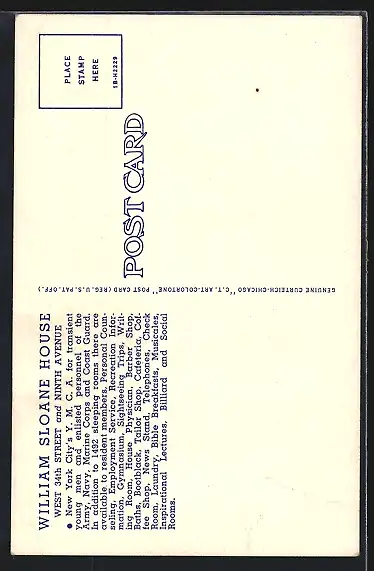 WILLIAM SLOANE HOUSE
WEST 34th STREET and NINTH AVENUE
● New York City's Y. M. C. A. for transient
young men and enlisted personnel of the
Army, Navy, Marine Corps and Coast Guard.
In addition to 1492 sleeping rooms there are
available to resident members, Personal Coun-
seling, Employment Service, Recreation Infor-
mation, Gymnasium, Sightseeing Trips, Writ-
ing Room, House Physician, Barber Shop,
Baths, Bootblack, Tailor Shop, Cafeteria, Cof-
fee Shop, News Stand, Telephones, Check
Room, Laundry, Bible Breakfasts, Musicales,
Inspirational Lectures, Billiard and Social
Rooms.
GENUINE CURTEICH-CHICAGO "C.T. ART-COLORTONE" POST CARD (REG. U.S. PAT. OFF.)
POST CARD
PLACE
STAMP
HERE
1B-H2229